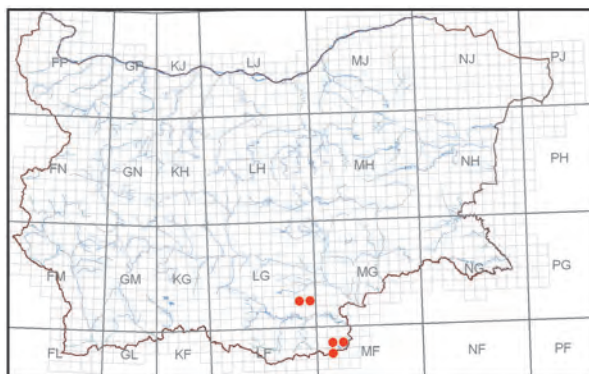 FP GP KJ LJ MJ NJ PJ
FN GN KH LH MH NH PH
FM GM KG LG MG NG PG
FL GL KF LF MF NF PF